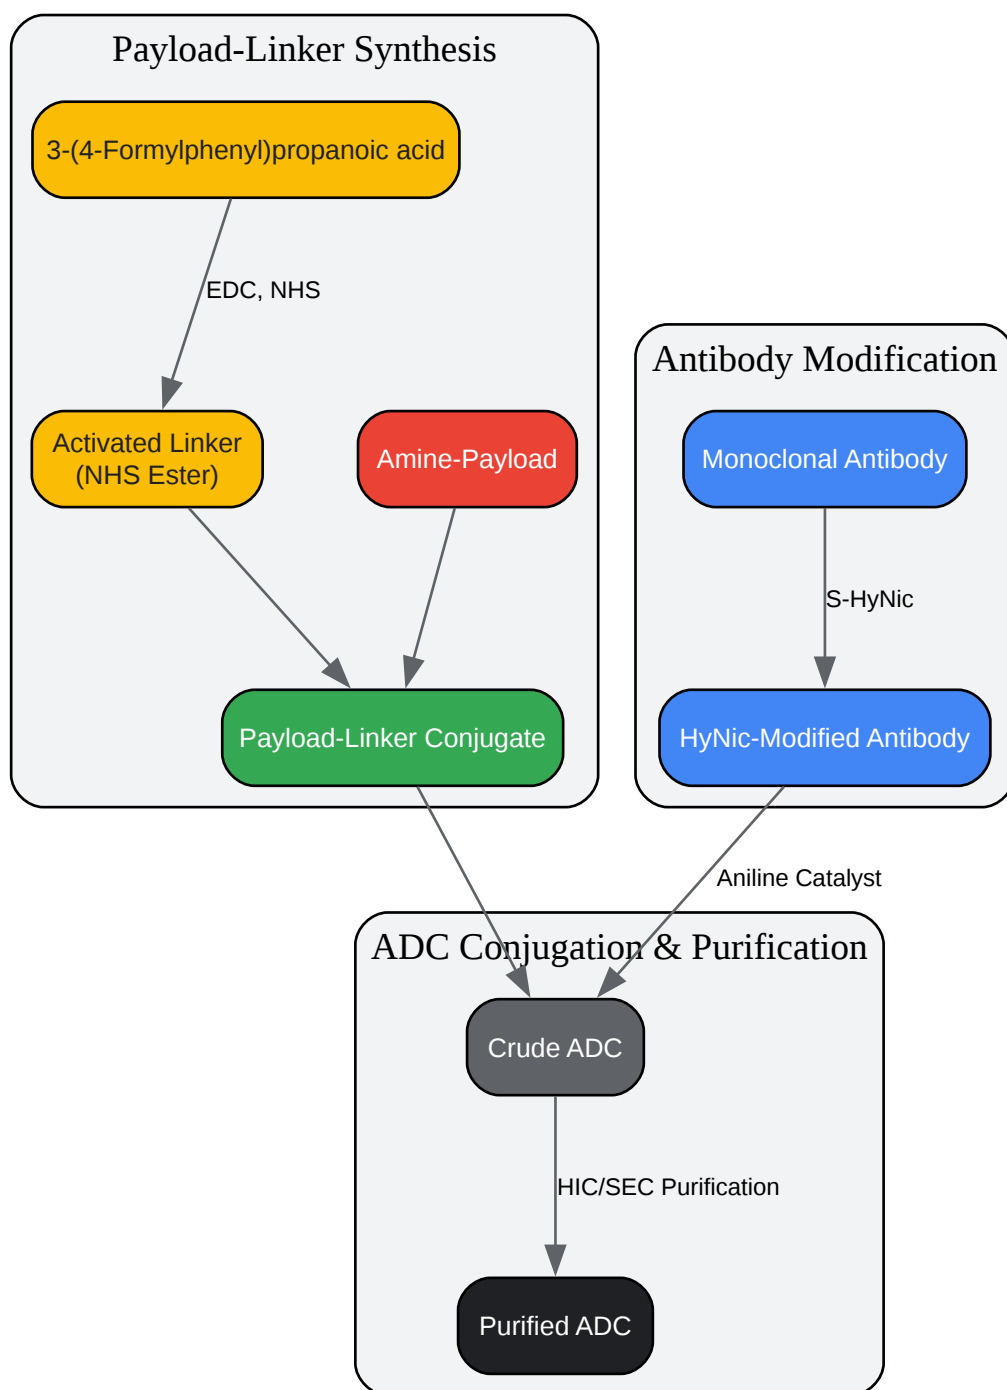 Payload-Linker Synthesis
3-(4-Formylphenyl)propanoic acid
EDC, NHS
Activated Linker
(NHS Ester)
Amine-Payload
Payload-Linker Conjugate
Antibody Modification
Monoclonal Antibody
S-HyNic
HyNic-Modified Antibody
Aniline Catalyst
ADC Conjugation & Purification
Crude ADC
HIC/SEC Purification
Purified ADC